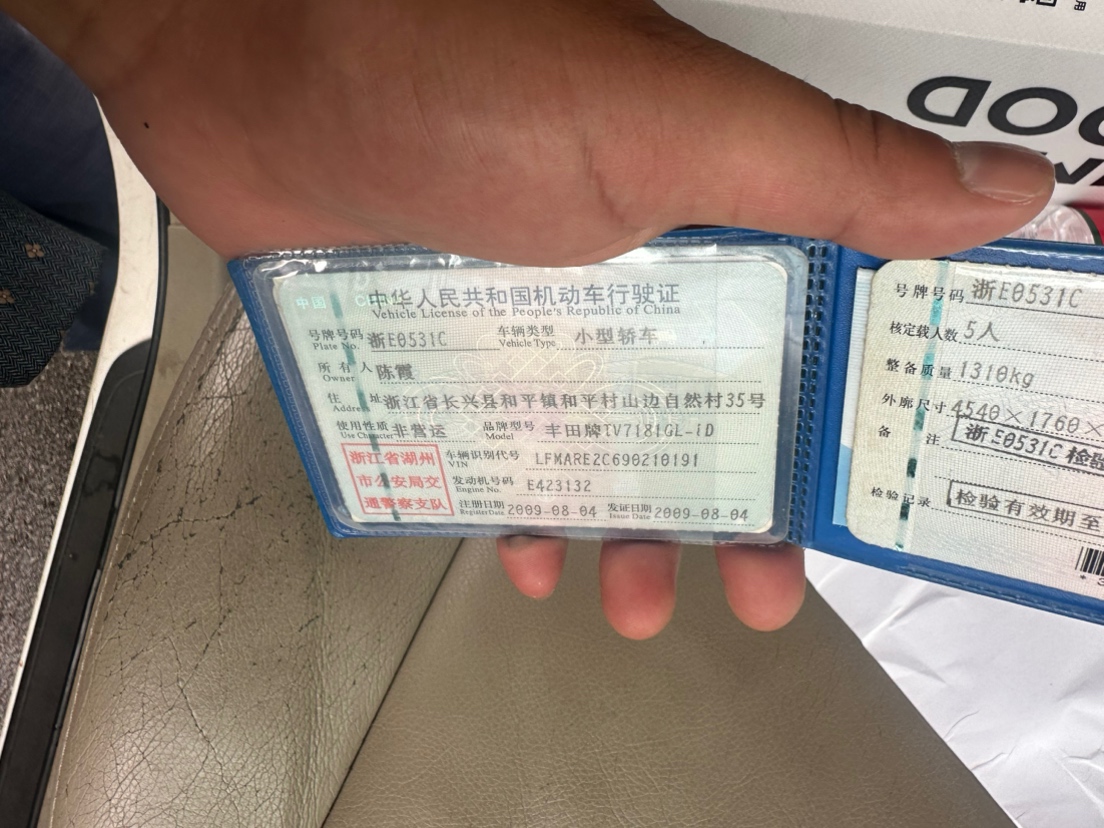 中国 CHINA
中华人民共和国机动车行驶证
Vehicle License of the People's Republic of China
号牌号码 浙E0531C 车辆类型 小型轿车
Plate No. Vehicle Type
所有人 陈霞
Owner
住址 浙江省长兴县和平镇和平村山边自然村35号
Address
使用性质 非营运 品牌型号 丰田牌TV7181GL-iD
Use Character Model
浙江省湖州
市公安局交
通警察支队
车辆识别代号 LFMARE2C690210191
VIN
发动机号码 E423132
Engine No.
注册日期 2009-08-04 发证日期 2009-08-04
Register Date Issue Date
号牌号码 浙E0531C
核定载人数 5人
整备质量 1310kg
外廓尺寸 4540×1760×
备注 浙E0531C 检验
检验记录 检验有效期至
OOD